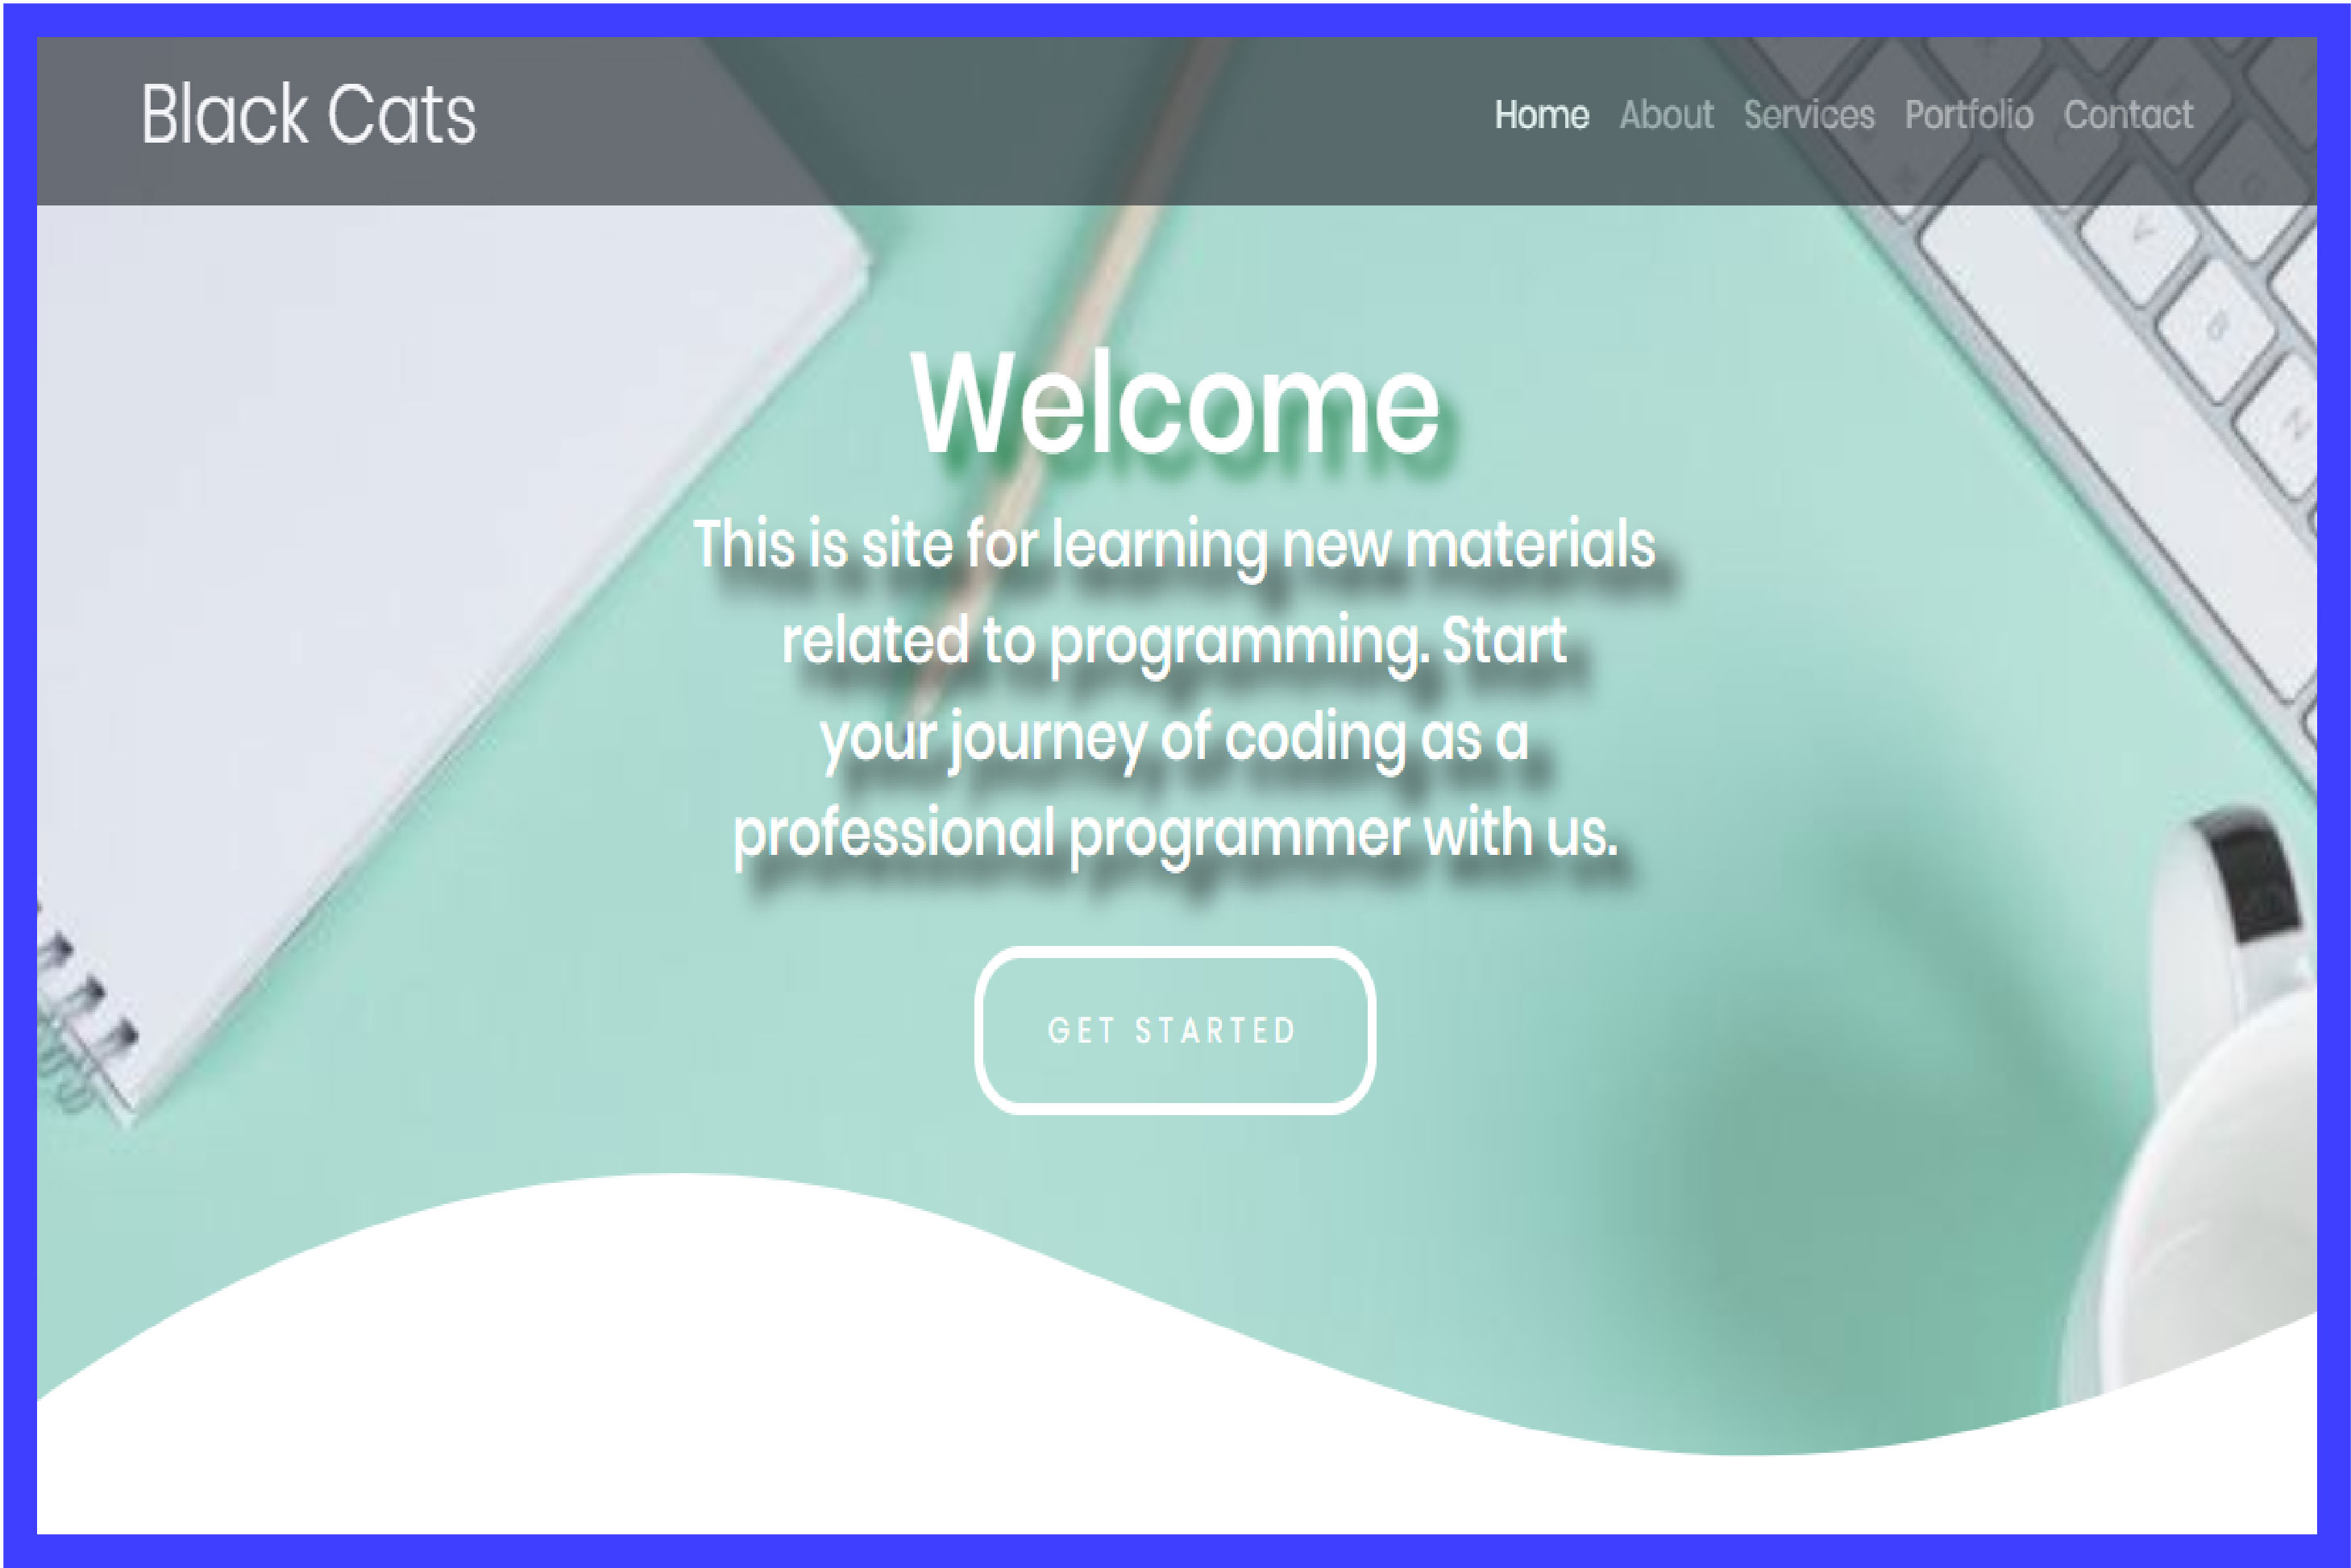 Black Cats
Home About Services Portfolio Contact
Welcome
This is site for learning new materials
related to programming. Start
your journey of coding as a
professional programmer with us.
GET STARTED
V
B
N